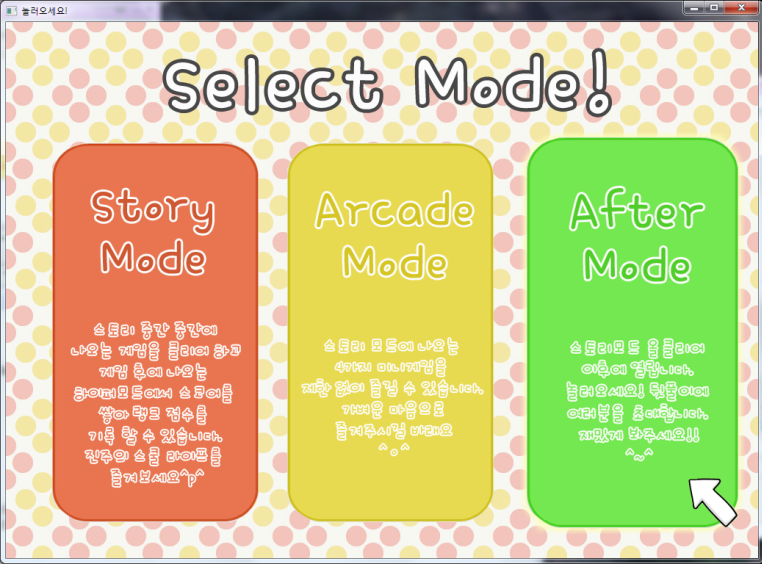 놀러오세요!
Select Mode!
Story
Mode
스토리 중간 중간에
나오는 게임을 클리어 하고
게임 후에 나오는
하이퍼모드에서 스코어를
쌓아 랭크 점수를
기록 할 수 있습니다.
진주의 스쿨 라이프를
즐겨보세요^p^
Arcade
Mode
스토리 모드에 나오는
4가지 미니게임을
제한 없이 즐길 수 있습니다.
가벼운 마음으로
즐겨주시길 바래요
^o^
After
Mode
스토리모드 올클리어
이후에 열립니다.
놀러오세요! 뒷풀이에
여러분을 초대합니다.
재밌게 봐주세요!!
^~^